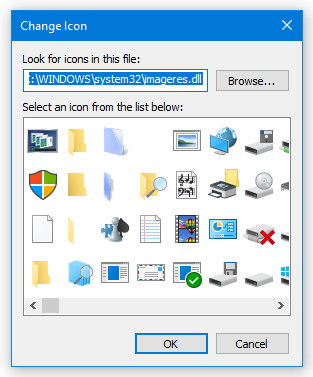 Change Icon
Look for icons in this file:
:\WINDOWS\system32\imageres.dll
Browse...
Select an icon from the list below:
OK
Cancel